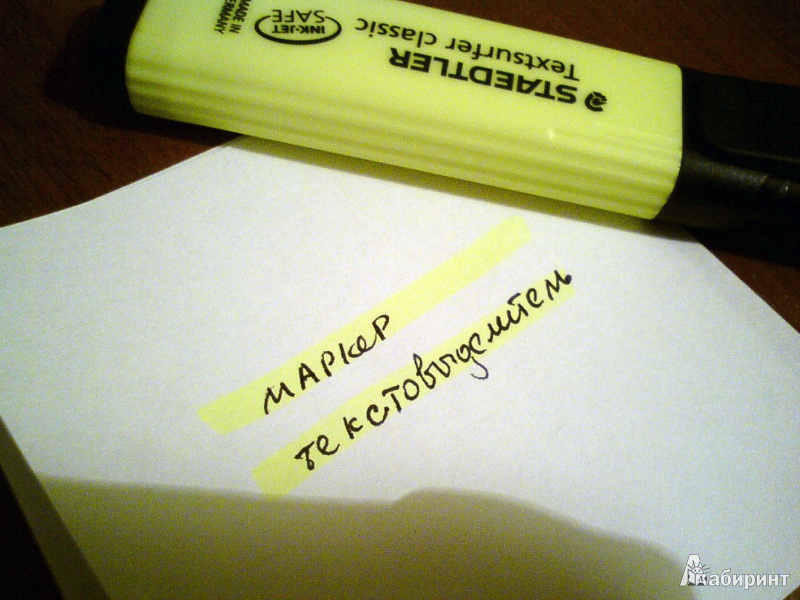 STAEDTLER
Textsurfer classic
INK-JET
SAFE
MADE IN
GERMANY
маркер
текстовыделитель
Лабиринт